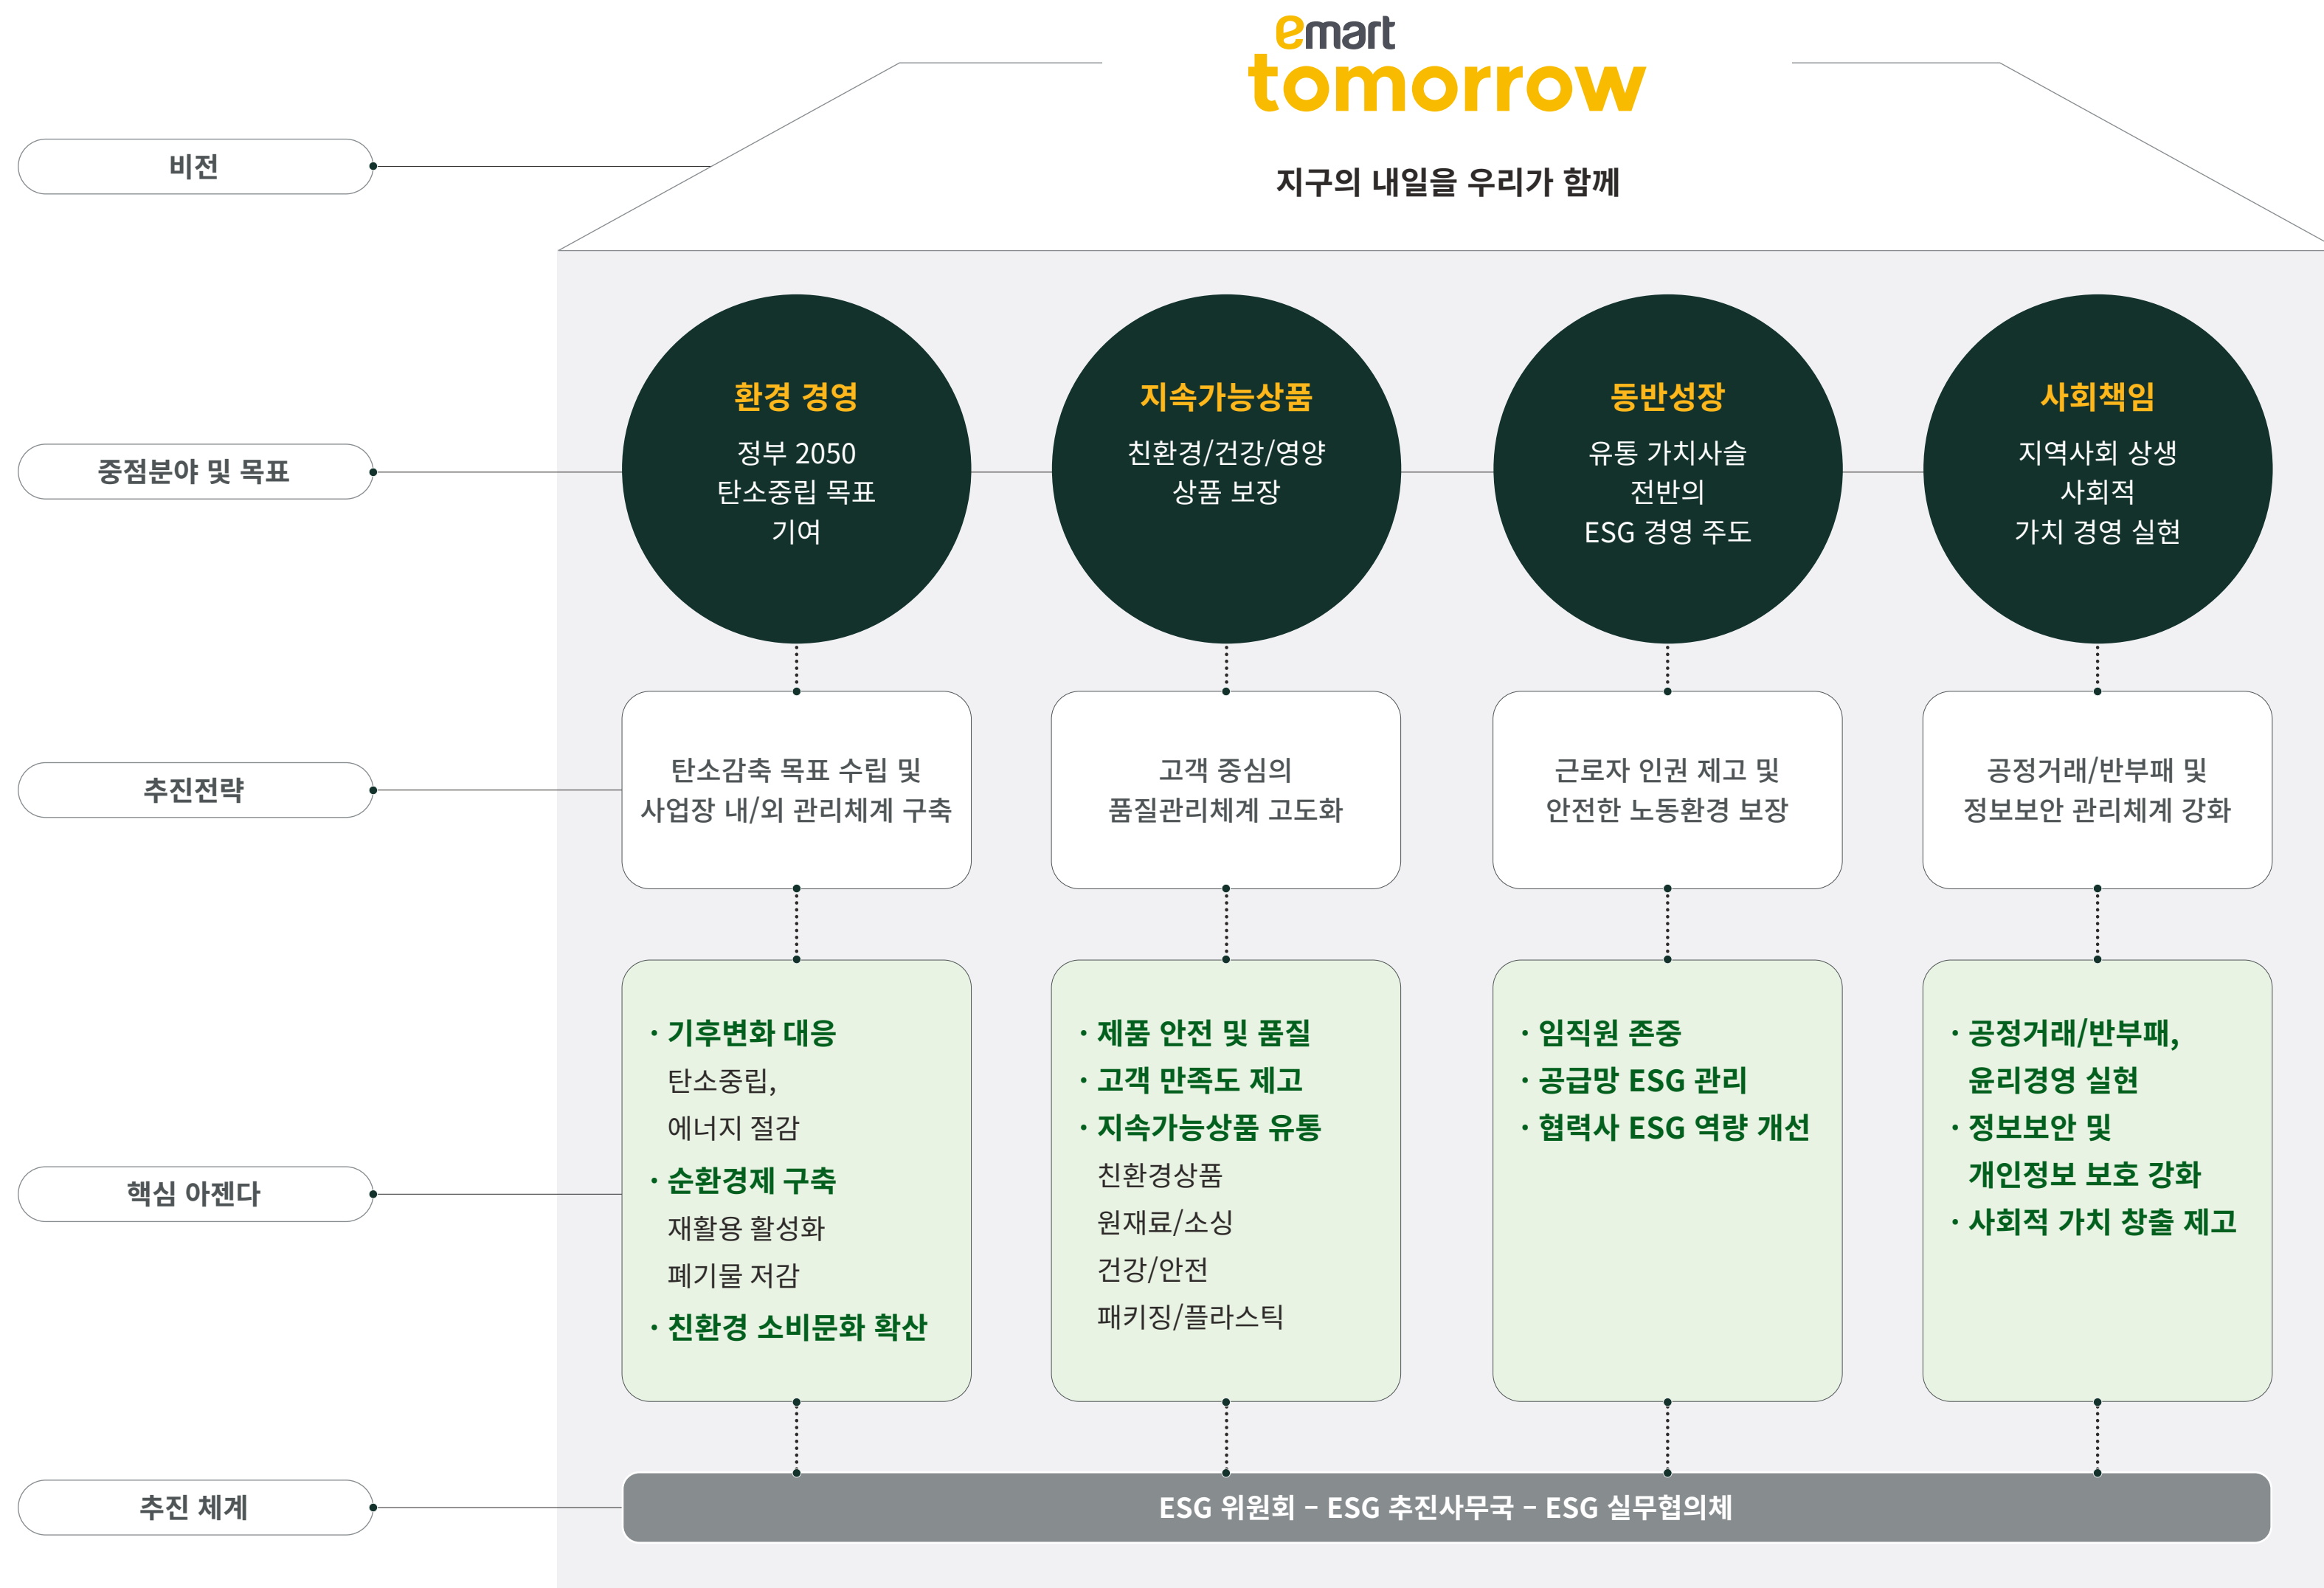 emart
tomorrow
비전
지구의 내일을 우리가 함께
중점분야 및 목표
환경 경영
정부 2050
탄소중립 목표
기여
지속가능상품
친환경/건강/영양
상품 보장
동반성장
유통 가치사슬
전반의
ESG 경영 주도
사회책임
지역사회 상생
사회적
가치 경영 실현
추진전략
탄소감축 목표 수립 및
사업장 내/외 관리체계 구축
고객 중심의
품질관리체계 고도화
근로자 인권 제고 및
안전한 노동환경 보장
공정거래/반부패 및
정보보안 관리체계 강화
핵심 아젠다
· 기후변화 대응
탄소중립,
에너지 절감
· 순환경제 구축
재활용 활성화
폐기물 저감
· 친환경 소비문화 확산
· 제품 안전 및 품질
· 고객 만족도 제고
· 지속가능상품 유통
친환경상품
원재료/소싱
건강/안전
패키징/플라스틱
· 임직원 존중
· 공급망 ESG 관리
· 협력사 ESG 역량 개선
· 공정거래/반부패,
윤리경영 실현
· 정보보안 및
개인정보 보호 강화
· 사회적 가치 창출 제고
추진 체계
ESG 위원회 – ESG 추진사무국 – ESG 실무협의체